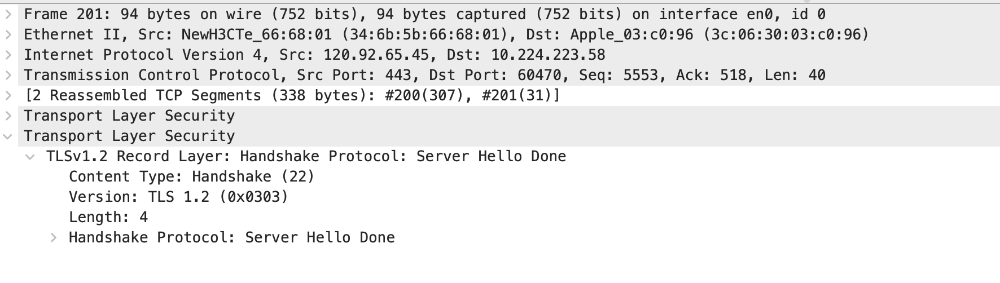 Frame 201: 94 bytes on wire (752 bits), 94 bytes captured (752 bits) on interface en0, id 0
Ethernet II, Src: NewH3CTe_66:68:01 (34:6b:5b:66:68:01), Dst: Apple_03:c0:96 (3c:06:30:03:c0:96)
Internet Protocol Version 4, Src: 120.92.65.45, Dst: 10.224.223.58
Transmission Control Protocol, Src Port: 443, Dst Port: 60470, Seq: 5553, Ack: 518, Len: 40
[2 Reassembled TCP Segments (338 bytes): #200(307), #201(31)]
Transport Layer Security
Transport Layer Security
TLSv1.2 Record Layer: Handshake Protocol: Server Hello Done
Content Type: Handshake (22)
Version: TLS 1.2 (0x0303)
Length: 4
Handshake Protocol: Server Hello Done